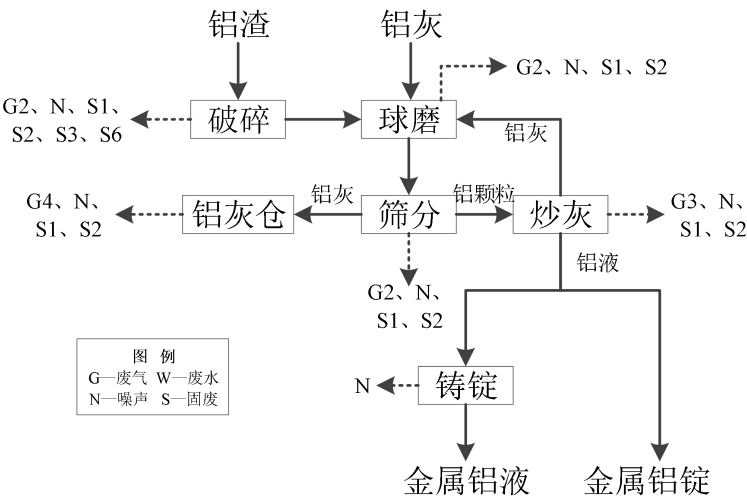 铝渣
铝灰
G2、N、S1、S2
G2、N、S1、
S2、S3、S6
破碎
球磨
铝灰
G4、N、
S1、S2
铝灰仓
铝灰
筛分
铝颗粒
炒灰
G3、N、
S1、S2
G2、N、
S1、S2
铝液
图 例
G—废气 W—废水
N—噪声 S—固废
N
铸锭
金属铝液
金属铝锭